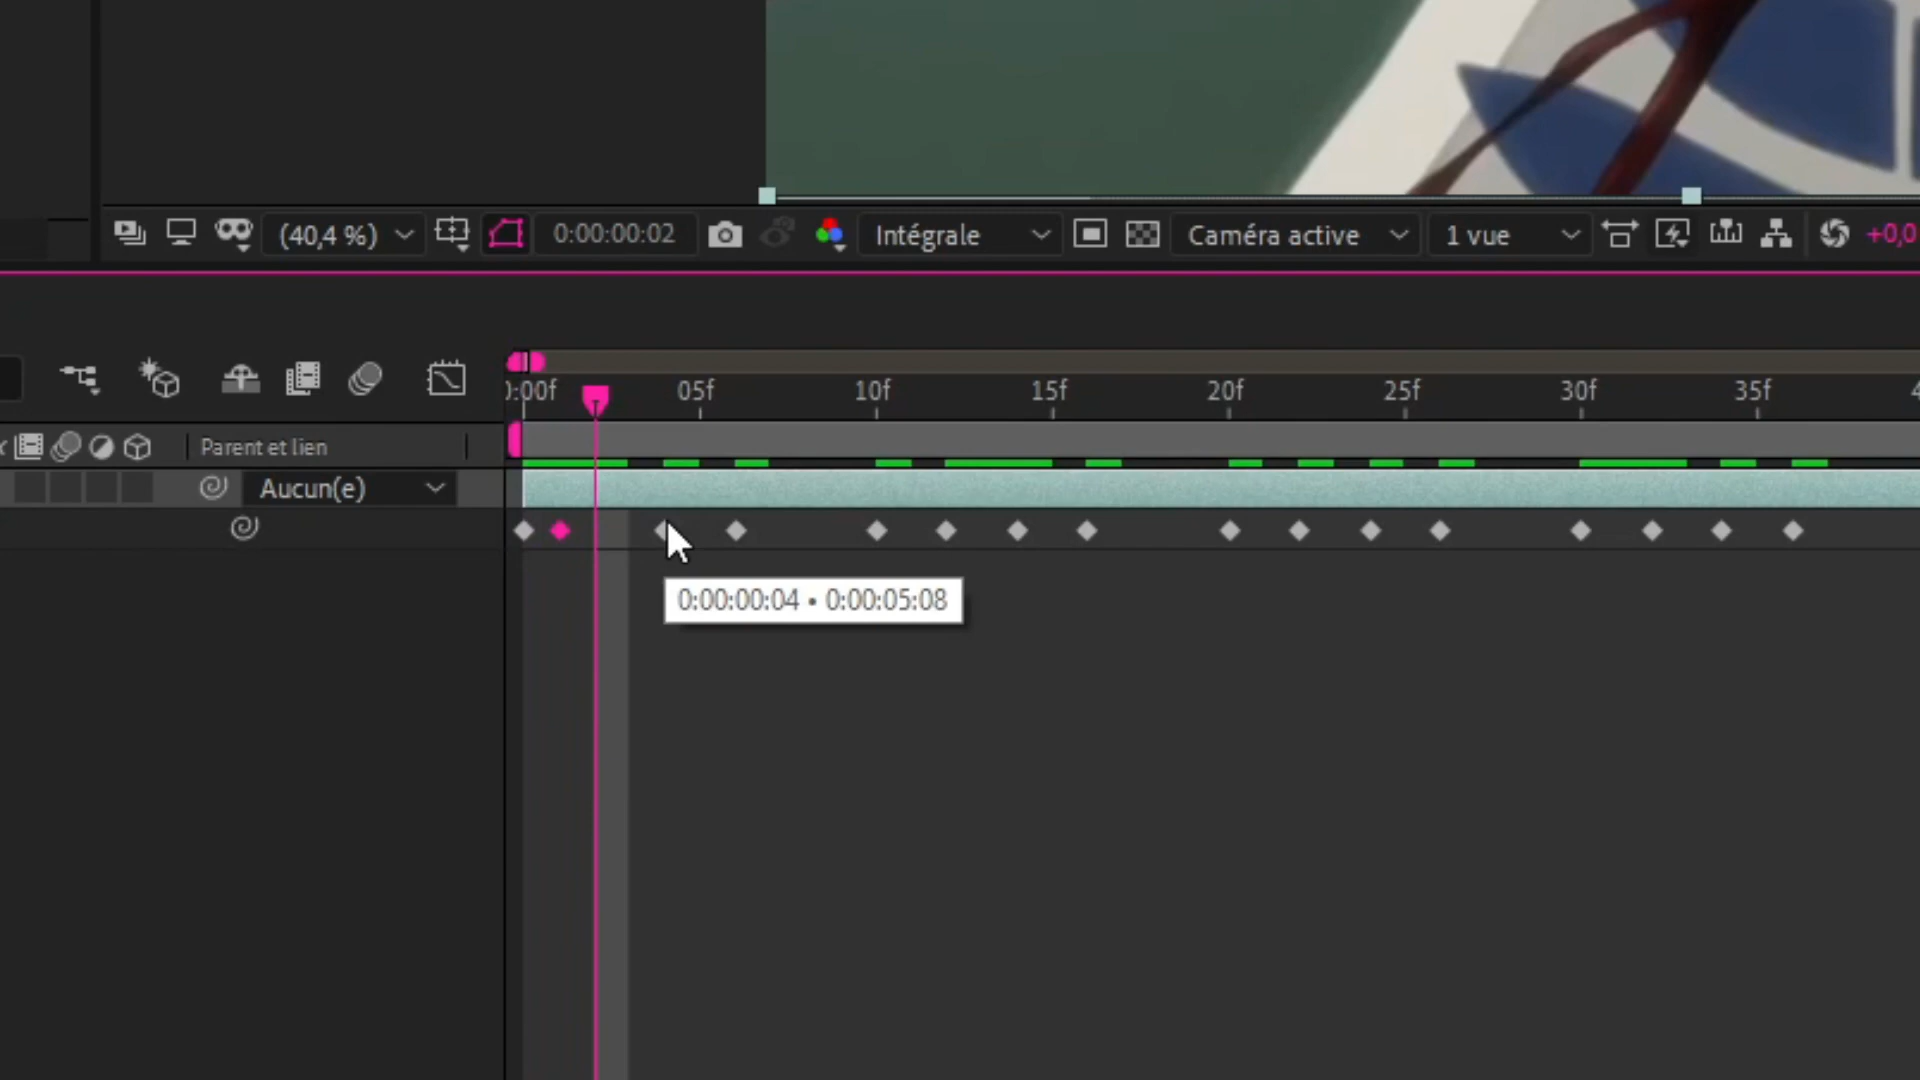 (40,4 %) 0:00:00:02 Intégrale Caméra active 1 vue +0,0
0:00f 05f 10f 15f 20f 25f 30f 35f
Parent et lien
Aucun(e)
0:00:00:04 • 0:00:05:08